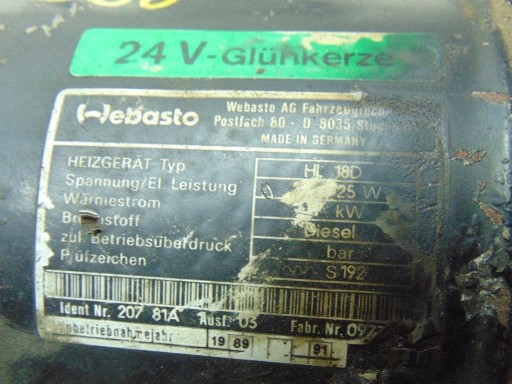 24 V-Glühkerze
Webasto
Webasto AG Fahrzeugtech
Postfach 80 - D-8035
MADE IN GERMANY
HEIZGERÄT Typ HL 18D
Spannung/El. Leistung 25 W
Wärmestrom kW
Brennstoff Diesel
zul. Betriebsüberdruck bar
Prüfzeichen S 192
Ident Nr. 207 81A Ausf. 03 Fabr. Nr. 097
nbetriebnahmejahr 19 89 91